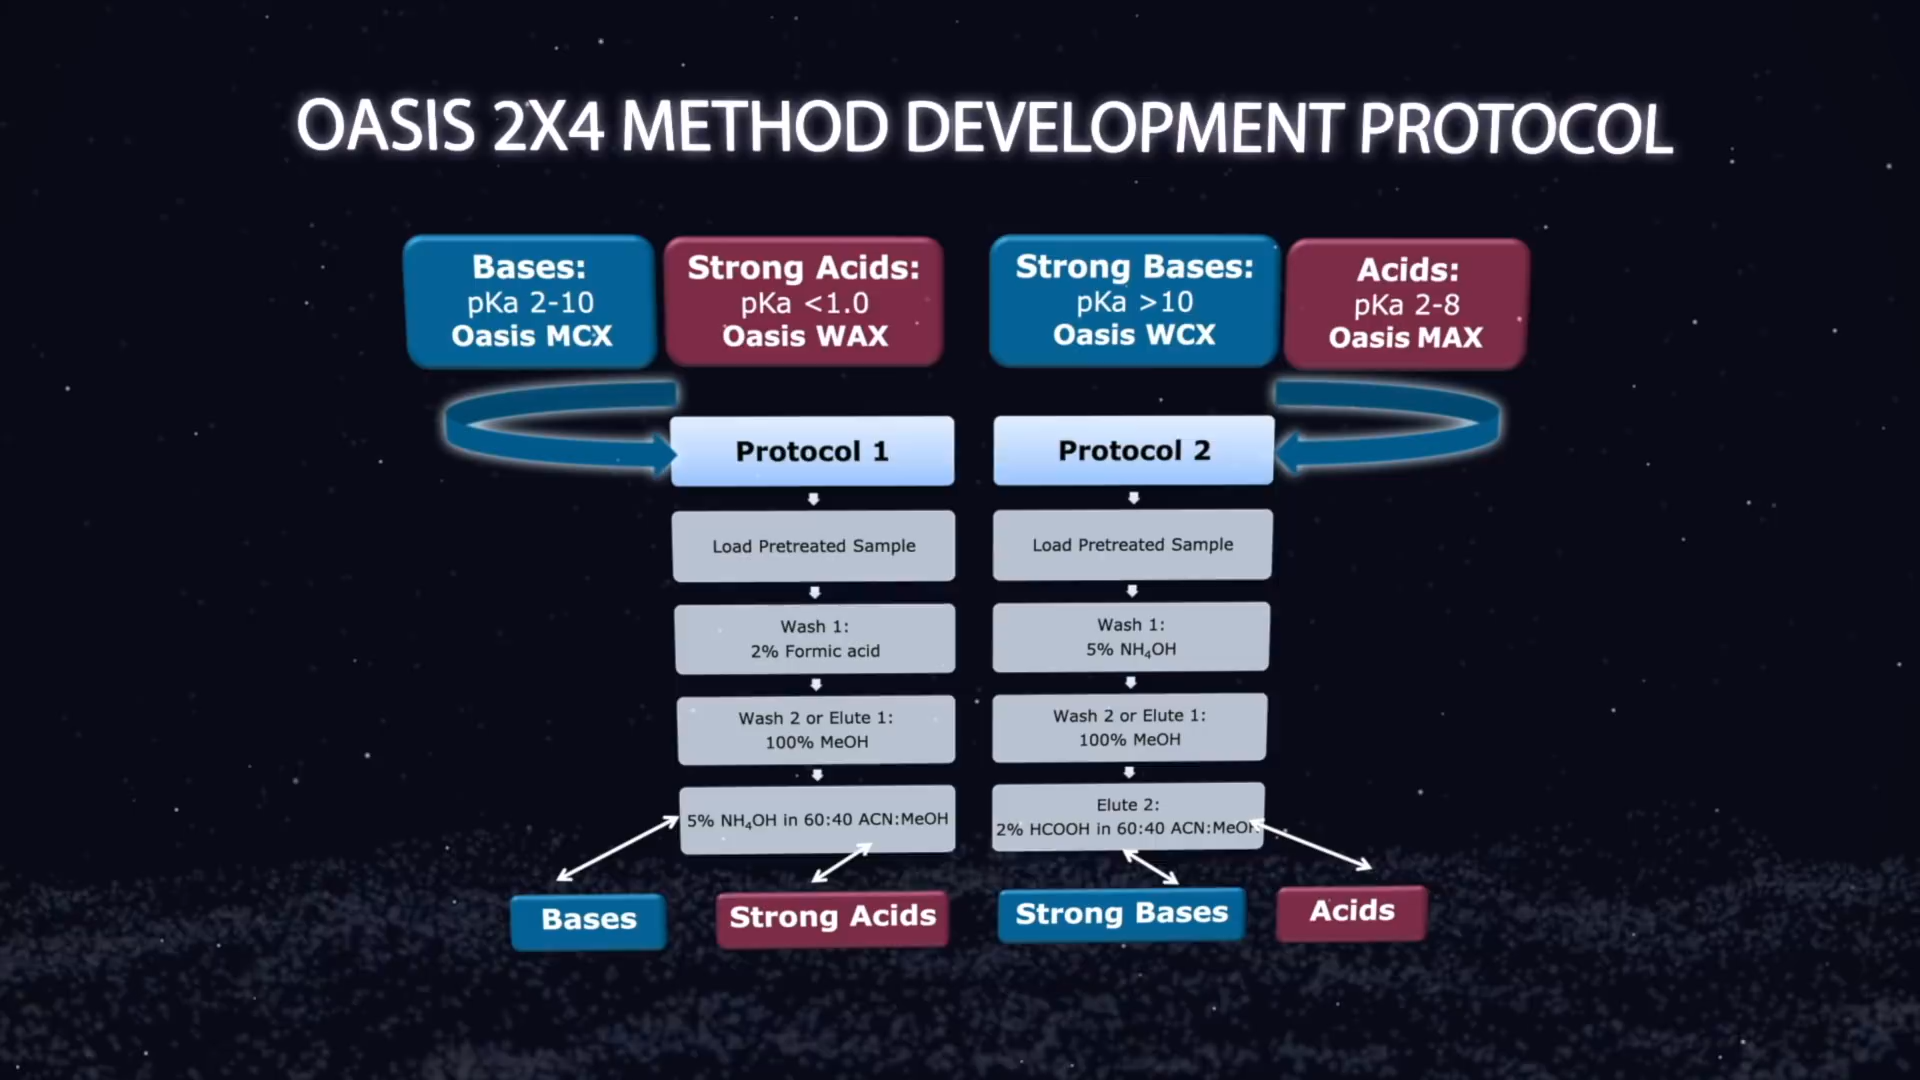 OASIS 2X4 METHOD DEVELOPMENT PROTOCOL
Bases:
pKa 2-10
Oasis MCX
Strong Acids:
pKa <1.0
Oasis WAX
Strong Bases:
pKa >10
Oasis WCX
Acids:
pKa 2-8
Oasis MAX
Protocol 1
Load Pretreated Sample
Wash 1:
2% Formic acid
Wash 2 or Elute 1:
100% MeOH
5% NH₄OH in 60:40 ACN:MeOH
Protocol 2
Load Pretreated Sample
Wash 1:
5% NH₄OH
Wash 2 or Elute 1:
100% MeOH
Elute 2:
2% HCOOH in 60:40 ACN:MeOH
Bases
Strong Acids
Strong Bases
Acids